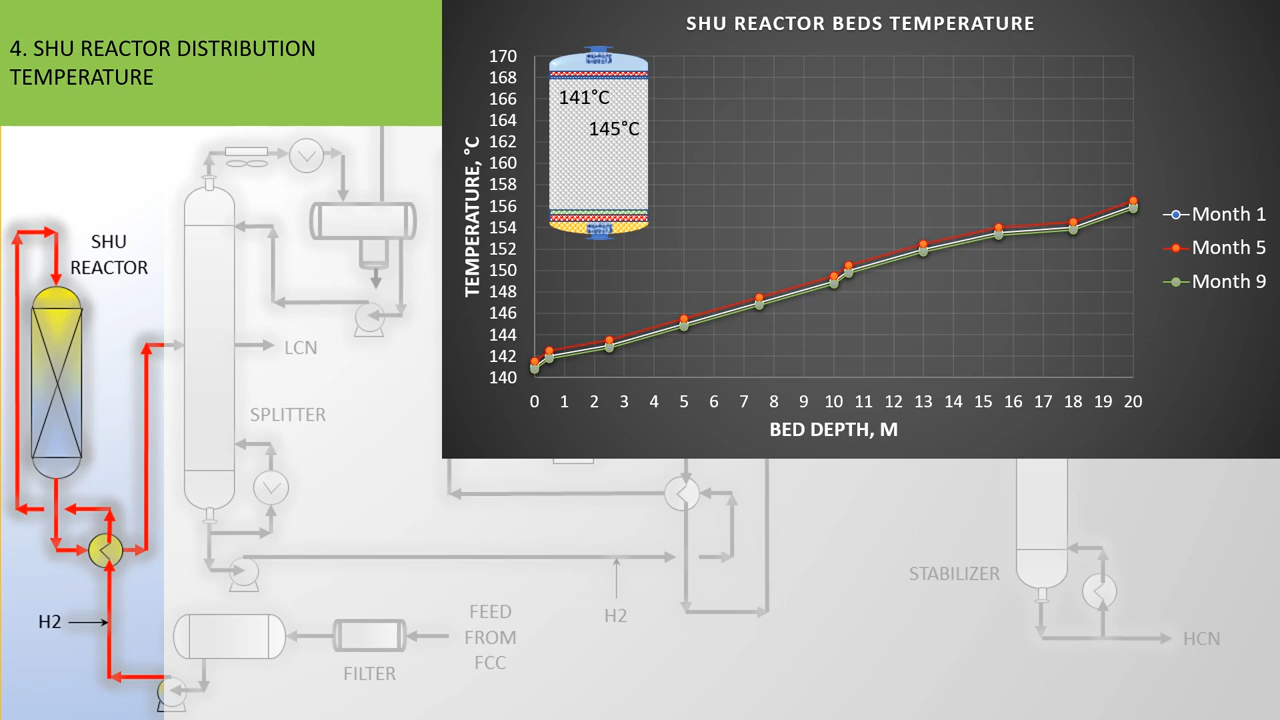 4. SHU REACTOR DISTRIBUTION
TEMPERATURE
SHU REACTOR BEDS TEMPERATURE
TEMPERATURE, °C
170
168
166
164
162
160
158
156
154
152
150
148
146
144
142
140
141°C
145°C
0 1 2 3 4 5 6 7 8 9 10 11 12 13 14 15 16 17 18 19 20
BED DEPTH, M
Month 1
Month 5
Month 9
SHU
REACTOR
LCN
SPLITTER
H2
FILTER
FEED
FROM
FCC
H2
STABILIZER
HCN